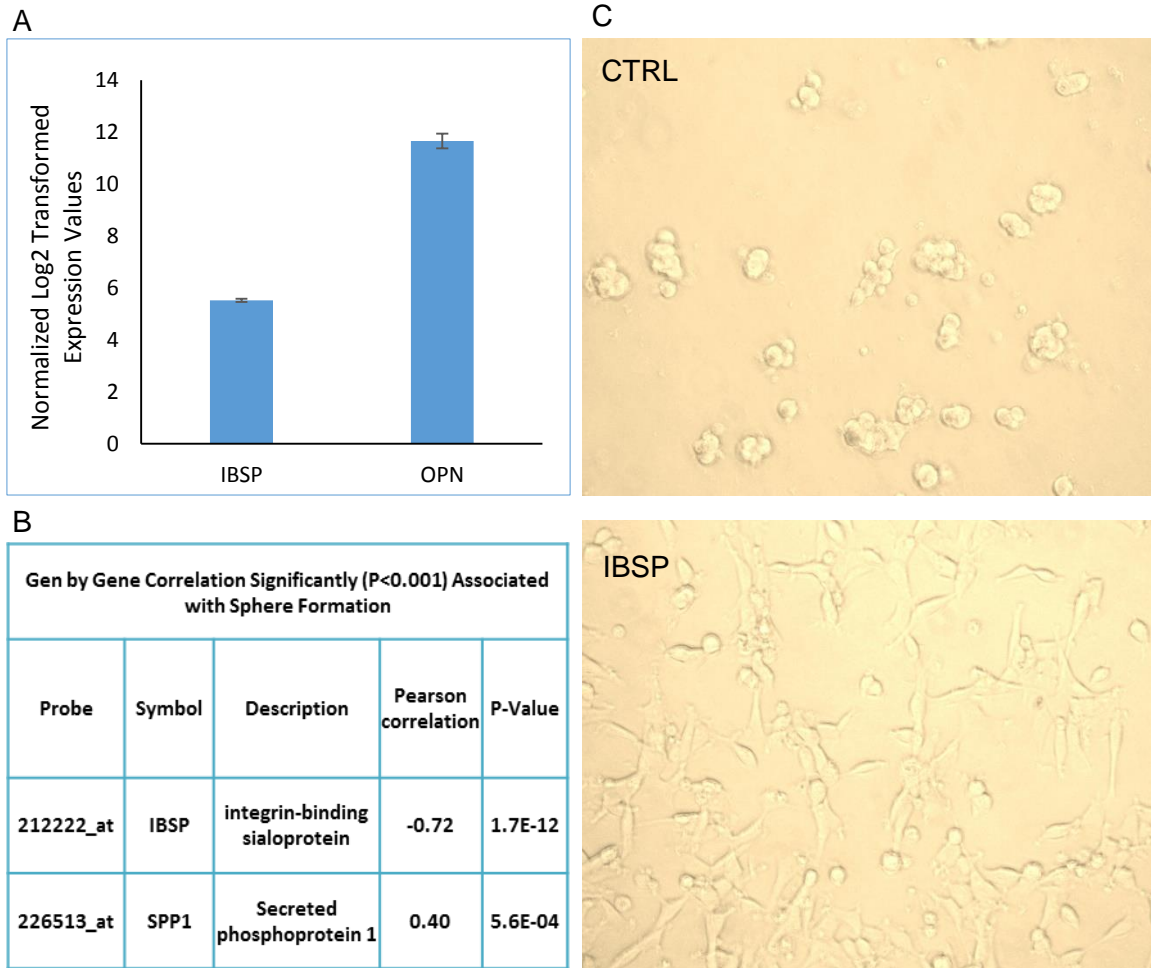 A
Normalized Log2 Transformed
Expression Values
14
12
10
8
6
4
2
0
IBSP
OPN
B
Gen by Gene Correlation Significantly (P<0.001) Associated
with Sphere Formation
Probe
Symbol
Description
Pearson
correlation
P-Value
212222_at
IBSP
integrin-binding
sialoprotein
-0.72
1.7E-12
226513_at
SPP1
Secreted
phosphoprotein 1
0.40
5.6E-04
C
CTRL
IBSP